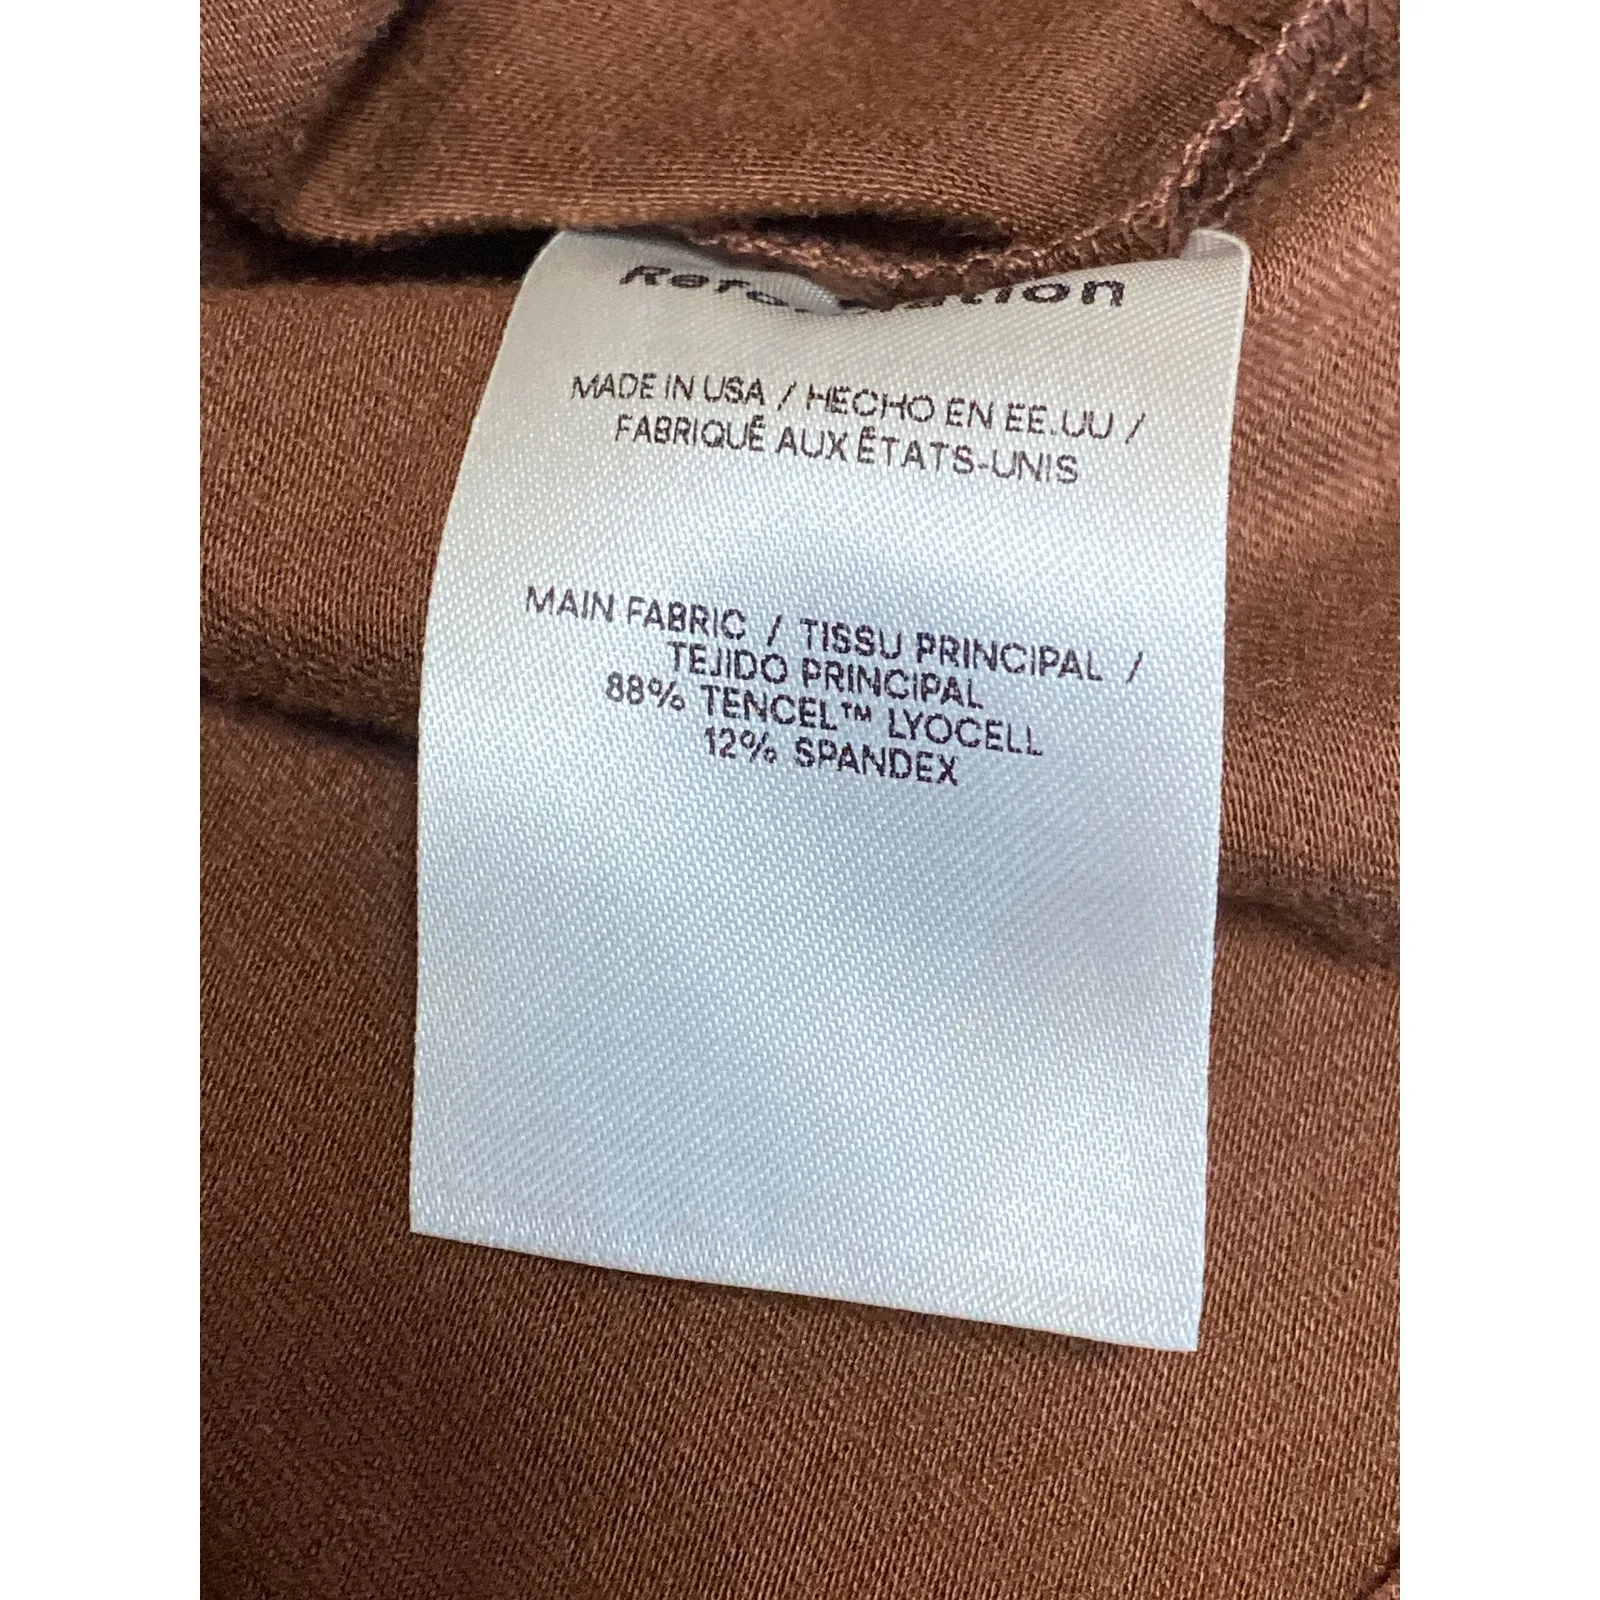 Reformation
MADE IN USA / HECHO EN EE.UU /
FABRIQUÉ AUX ÉTATS-UNIS
MAIN FABRIC / TISSU PRINCIPAL /
TEJIDO PRINCIPAL
88% TENCEL™ LYOCELL
12% SPANDEX